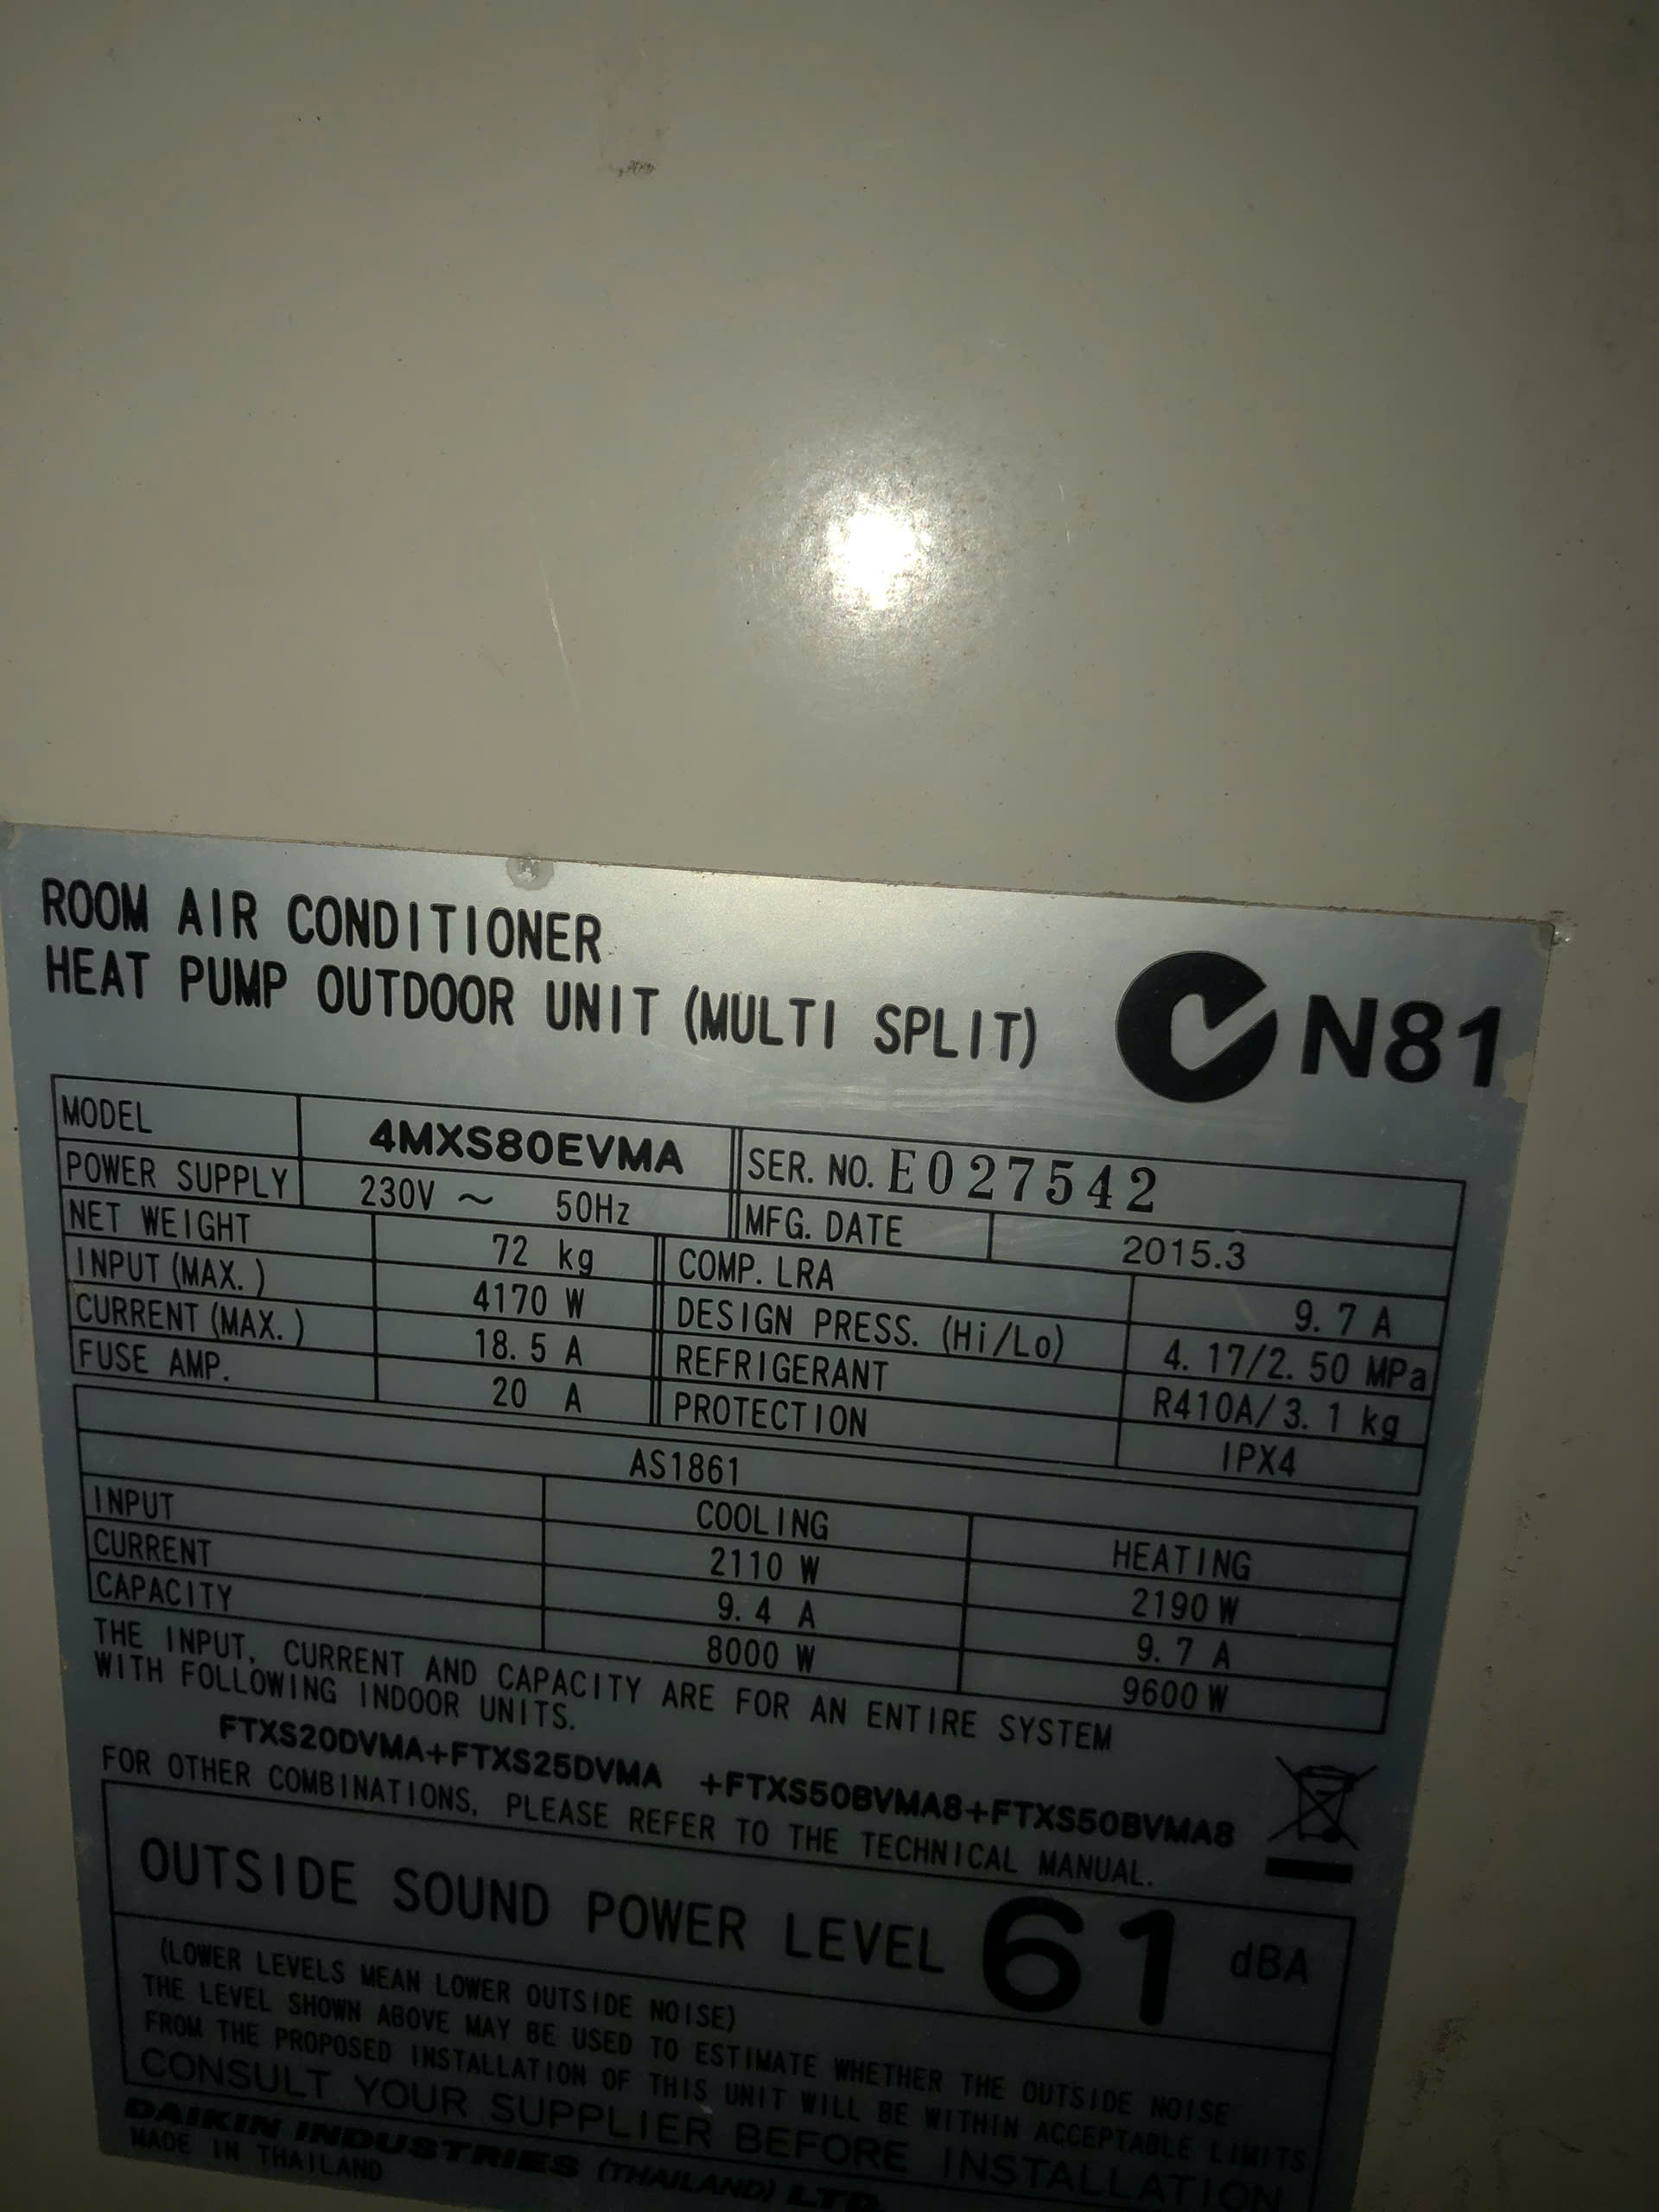 ROOM AIR CONDITIONER
HEAT PUMP OUTDOOR UNIT (MULTI SPLIT) N81
MODEL 4MXS80EVMA SER. NO. E027542
POWER SUPPLY 230V ~ 50Hz MFG. DATE 2015.3
NET WEIGHT 72 kg COMP. LRA 9.7 A
INPUT (MAX.) 4170 W DESIGN PRESS. (Hi/Lo) 4.17/2.50 MPa
CURRENT (MAX.) 18.5 A REFRIGERANT R410A/3.1 kg
FUSE AMP. 20 A PROTECTION IPX4
AS1861
COOLING HEATING
INPUT 2110 W 2190 W
CURRENT 9.4 A 9.7 A
CAPACITY 8000 W 9600 W
THE INPUT, CURRENT AND CAPACITY ARE FOR AN ENTIRE SYSTEM
WITH FOLLOWING INDOOR UNITS.
FTXS20DVMA+FTXS25DVMA +FTXS50BVMA8+FTXS50BVMA8
FOR OTHER COMBINATIONS, PLEASE REFER TO THE TECHNICAL MANUAL.
OUTSIDE SOUND POWER LEVEL 61 dBA
(LOWER LEVELS MEAN LOWER OUTSIDE NOISE)
THE LEVEL SHOWN ABOVE MAY BE USED TO ESTIMATE WHETHER THE OUTSIDE NOISE
FROM THE PROPOSED INSTALLATION OF THIS UNIT WILL BE WITHIN ACCEPTABLE LIMITS
CONSULT YOUR SUPPLIER BEFORE INSTALLATION
DAIKIN INDUSTRIES (THAILAND) LTD.
MADE IN THAILAND